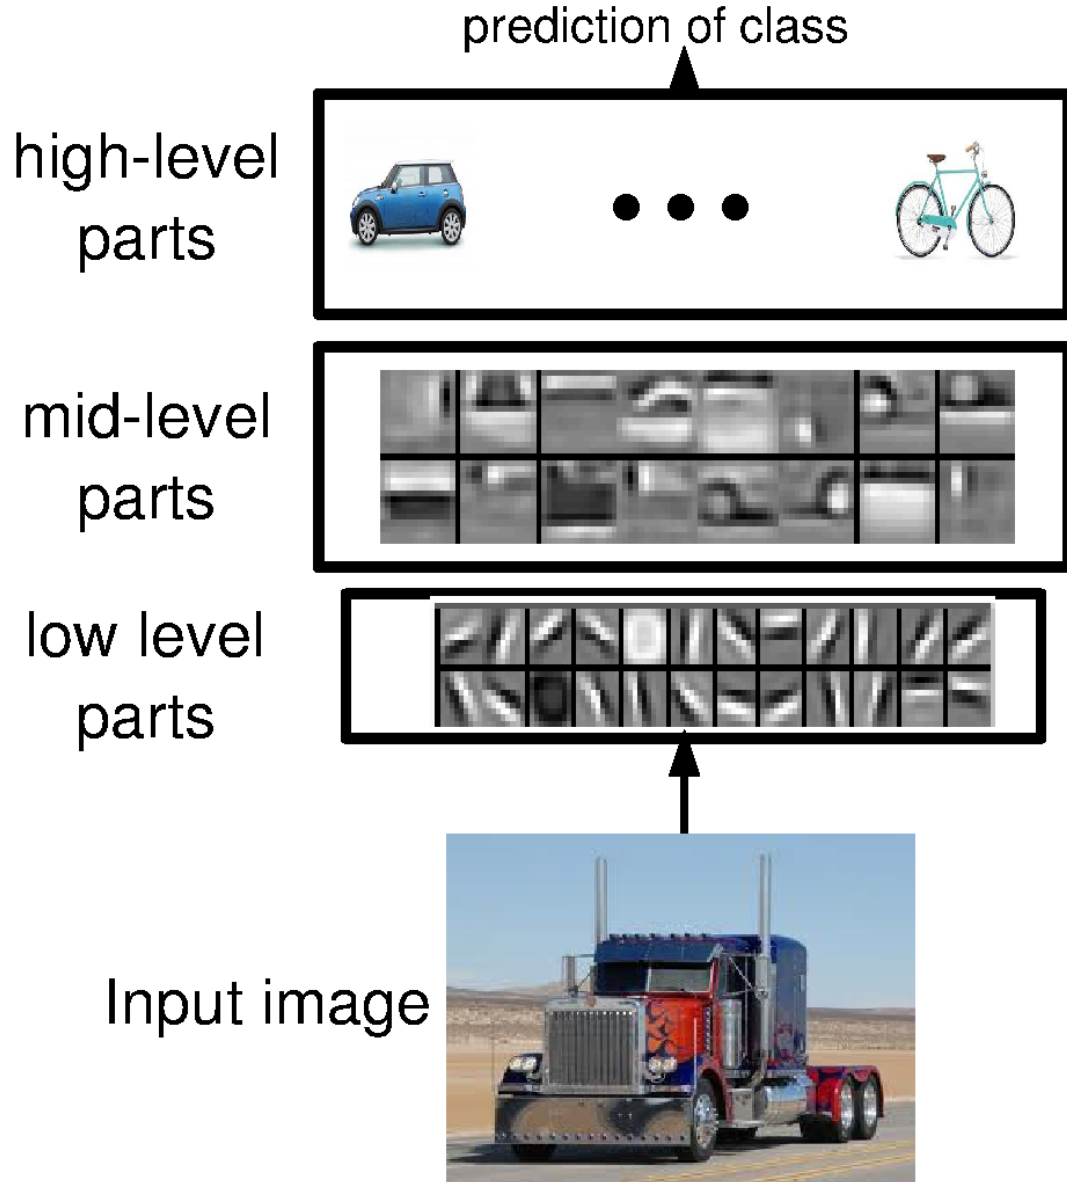 prediction of class
high-level
parts
mid-level
parts
low level
parts
Input image